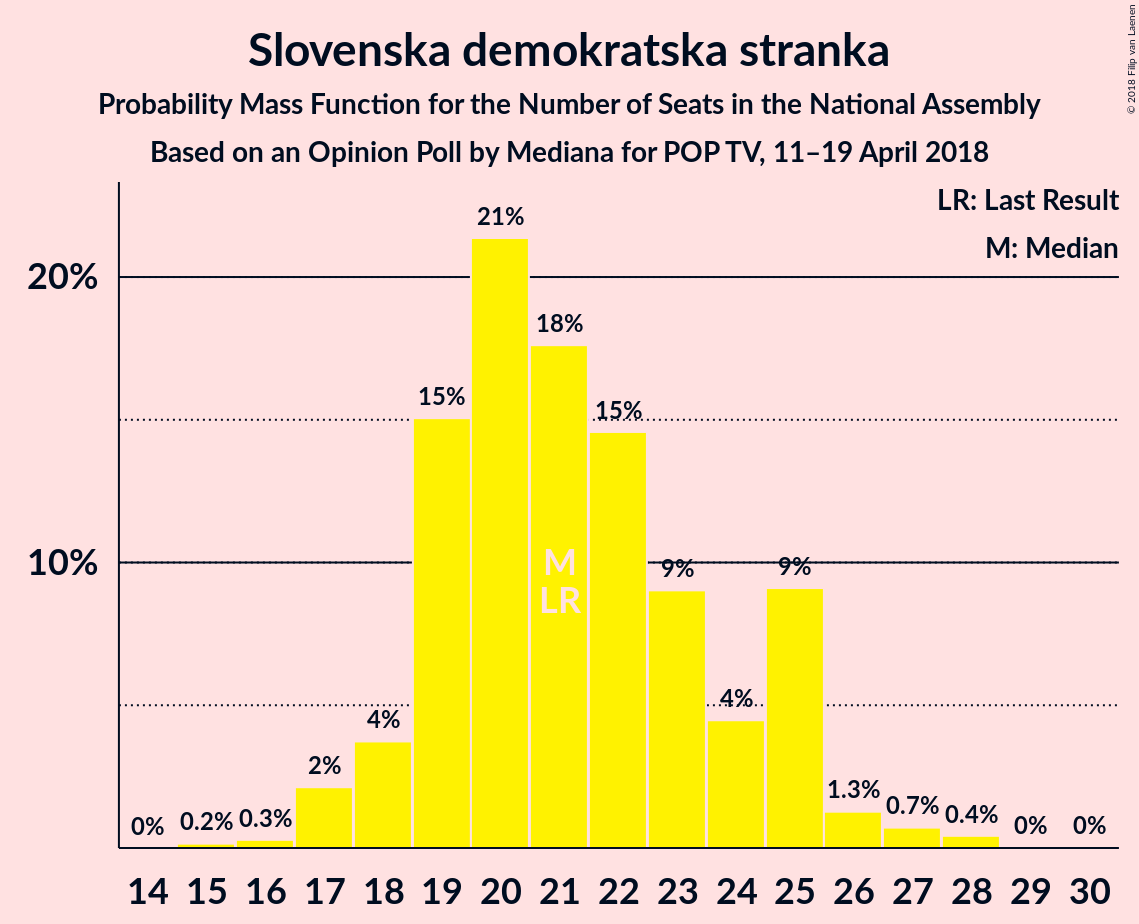 Slovenska demokratska stranka
Probability Mass Function for the Number of Seats in the National Assembly
Based on an Opinion Poll by Mediana for POP TV, 11–19 April 2018
© 2018 Filip van Laenen
LR: Last Result
M: Median
20%
10%
0%
0.2%
0.3%
2%
4%
15%
21%
18%
15%
9%
4%
9%
1.3%
0.7%
0.4%
0%
0%
M
LR
14 15 16 17 18 19 20 21 22 23 24 25 26 27 28 29 30